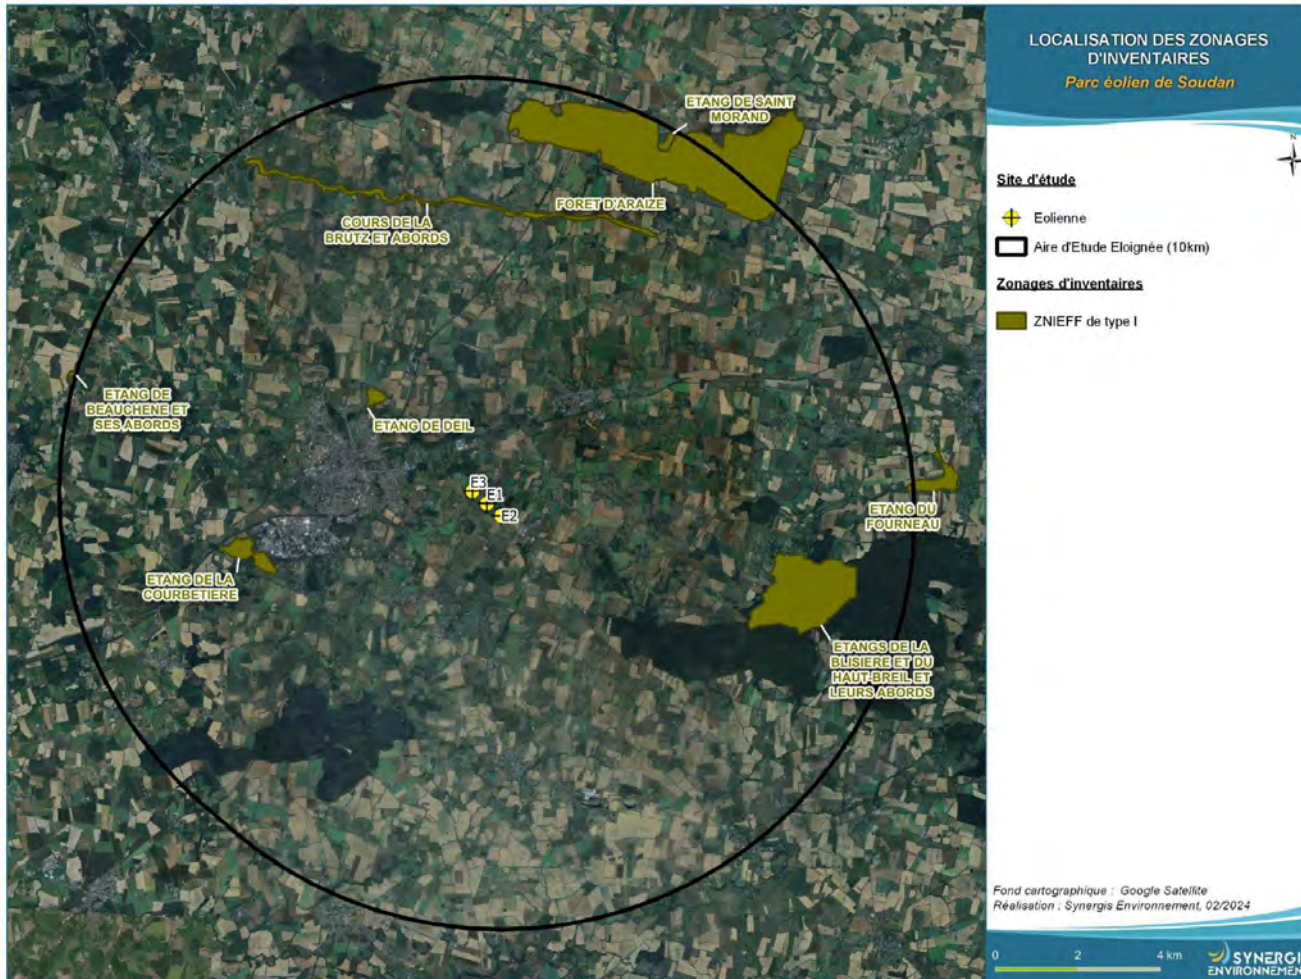 LOCALISATION DES ZONAGES
D'INVENTAIRES
Parc éolien de Soudan
N
Site d'étude
Eolienne
Aire d'Etude Eloignée (10km)
Zonages d'inventaires
ZNIEFF de type I
ETANG DE SAINT
MORAND
FORET D'ARAIZE
COURS DE LA
BRUTZ ET ABORDS
ETANG DE
BEAUCHENE ET
SES ABORDS
ETANG DE DEIL
E3
E1
E2
ETANG DU
FOURNEAU
ETANG DE LA
COURBETIERE
ETANGS DE LA
BLISIERE ET DU
HAUT-BREIL ET
LEURS ABORDS
Fond cartographique : Google Satellite
Réalisation : Synergis Environnement, 02/2024
0 2 4 km
SYNERGI
ENVIRONNEMEN